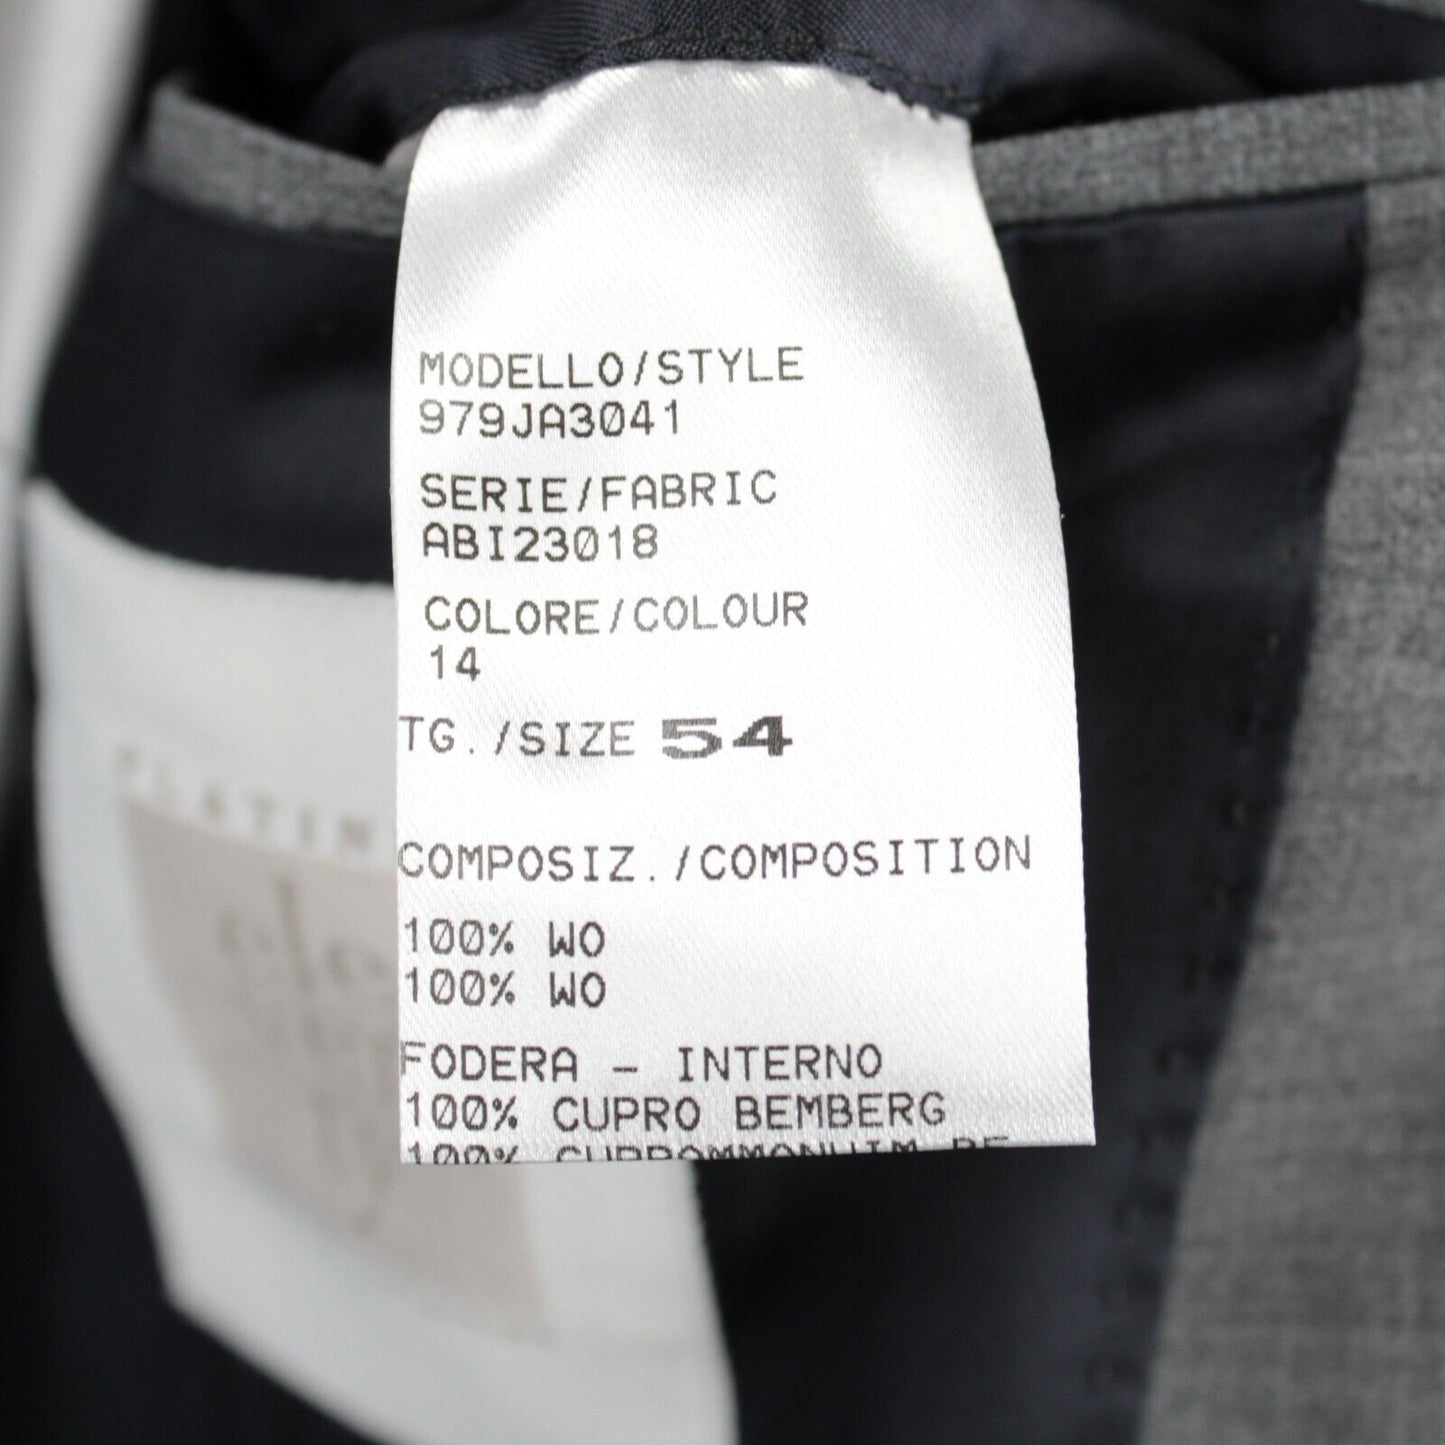 MODELLO/STYLE
979JA3041
SERIE/FABRIC
ABI23018
COLORE/COLOUR
14
TG./SIZE 54
COMPOSIZ./COMPOSITION
100% WO
100% WO
FODERA - INTERNO
100% CUPRO BEMBERG
100%